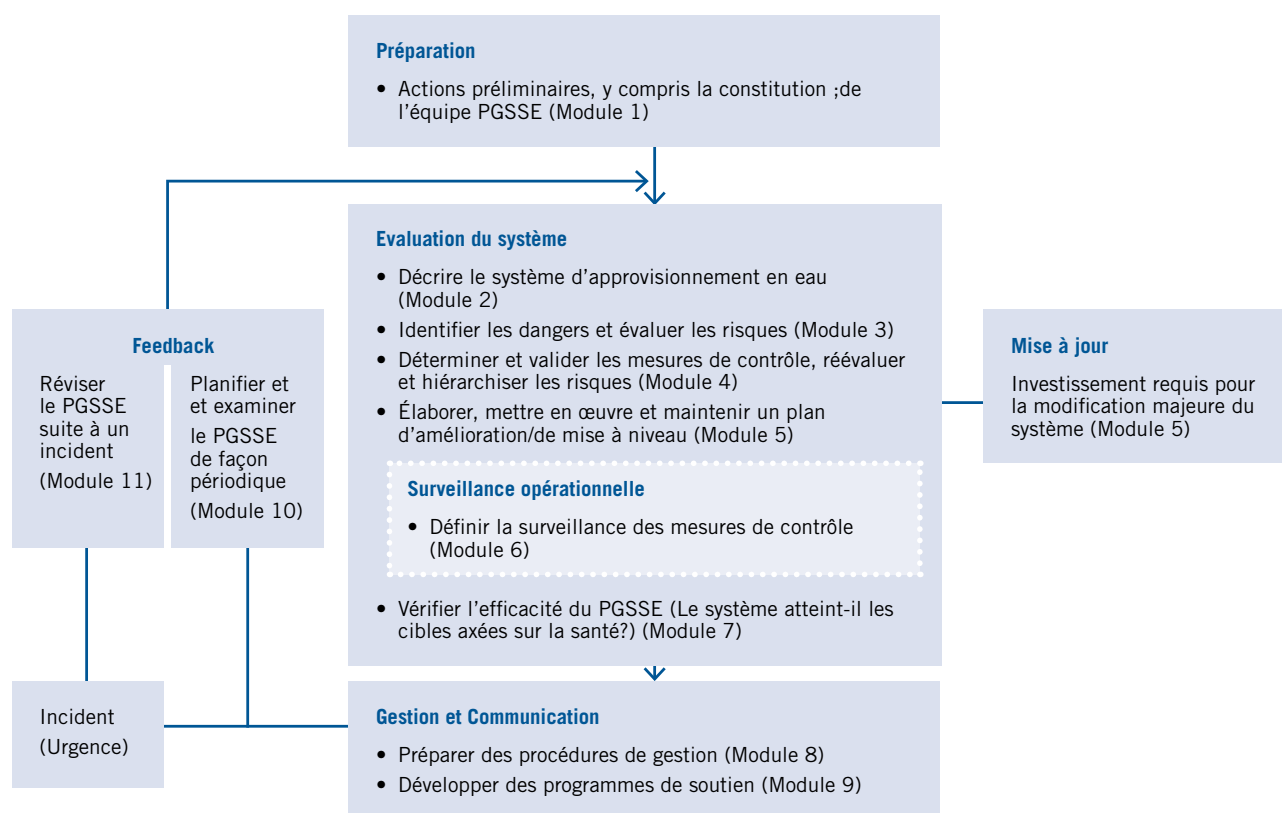 Préparation
• Actions préliminaires, y compris la constitution ;de
l'équipe PGSSE (Module 1)
Evaluation du système
• Décrire le système d'approvisionnement en eau
(Module 2)
• Identifier les dangers et évaluer les risques (Module 3)
• Déterminer et valider les mesures de contrôle, réévaluer
et hiérarchiser les risques (Module 4)
• Élaborer, mettre en œuvre et maintenir un plan
d'amélioration/de mise à niveau (Module 5)
Surveillance opérationnelle
• Définir la surveillance des mesures de contrôle
(Module 6)
• Vérifier l'efficacité du PGSSE (Le système atteint-il les
cibles axées sur la santé?) (Module 7)
Feedback
Réviser
le PGSSE
suite à un
incident
(Module 11)
Planifier et
et examiner
le PGSSE
de façon
périodique
(Module 10)
Mise à jour
Investissement requis pour
la modification majeure du
système (Module 5)
Incident
(Urgence)
Gestion et Communication
• Préparer des procédures de gestion (Module 8)
• Développer des programmes de soutien (Module 9)